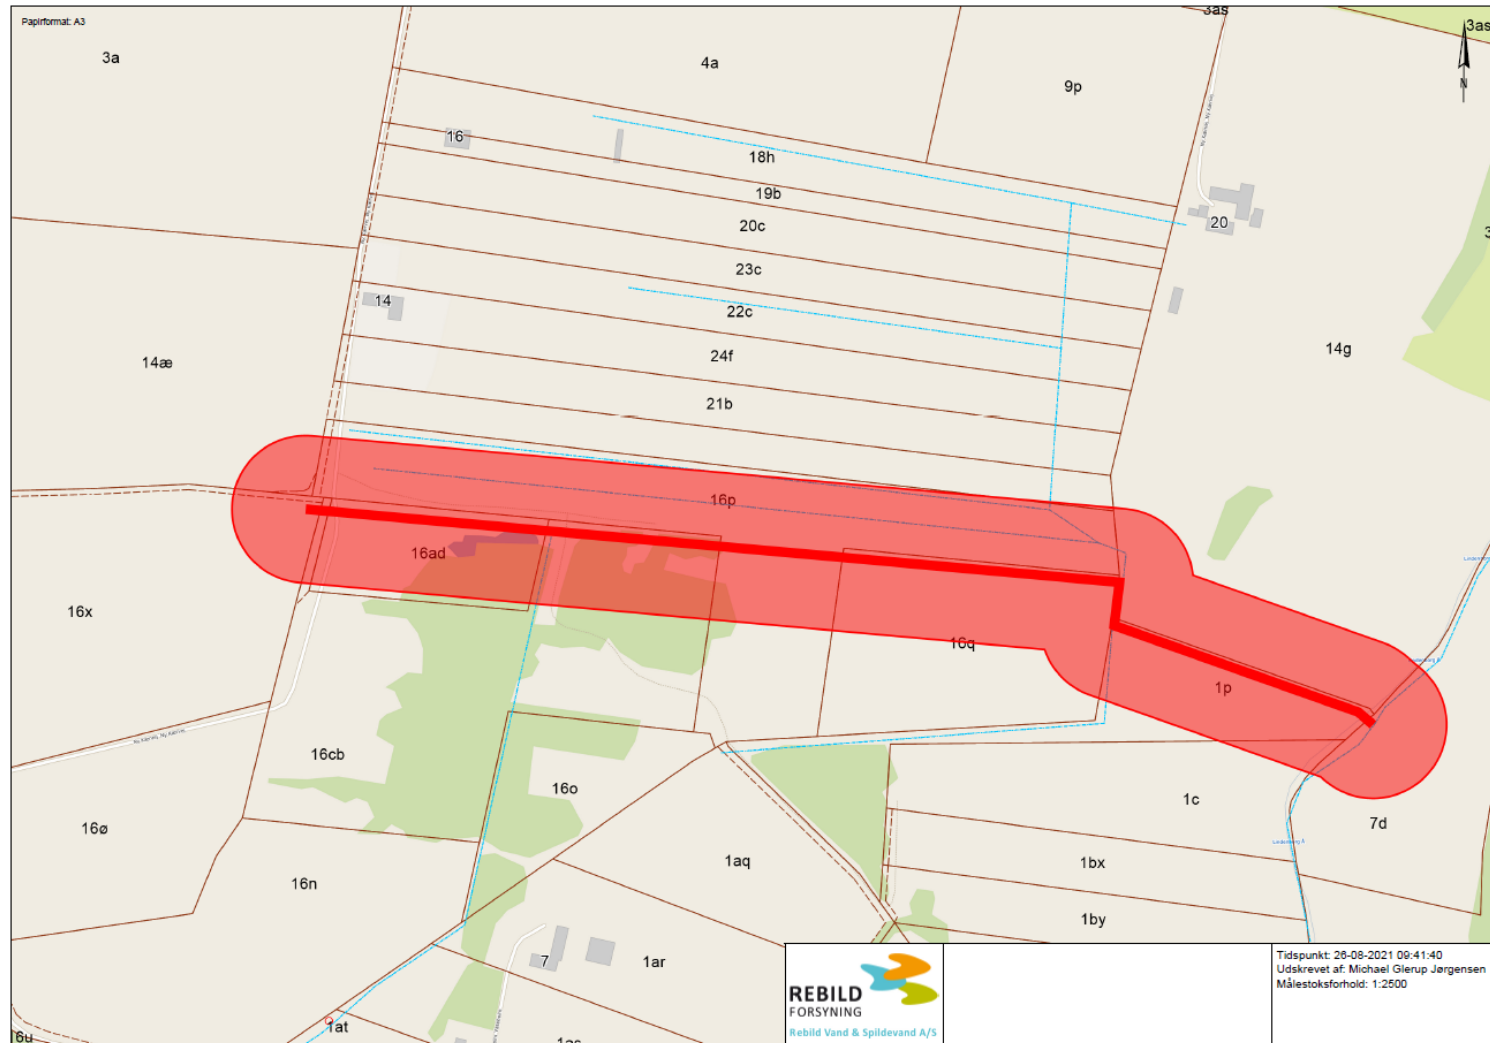 Papirformat: A3
3as
3as
3a
4a
9p
N
16
18h
19b
20c
20
23c
14
22c
14g
14æ
24f
21b
16p
16ad
16x
16q
1p
16cb
16o
1c
7d
16ø
1aq
1bx
16n
1by
7
1ar
1at
REBILD
FORSYNING
Rebild Vand & Spildevand A/S
Tidspunkt: 26-08-2021 09:41:40
Udskrevet af: Michael Glerup Jørgensen
Målestoksforhold: 1:2500